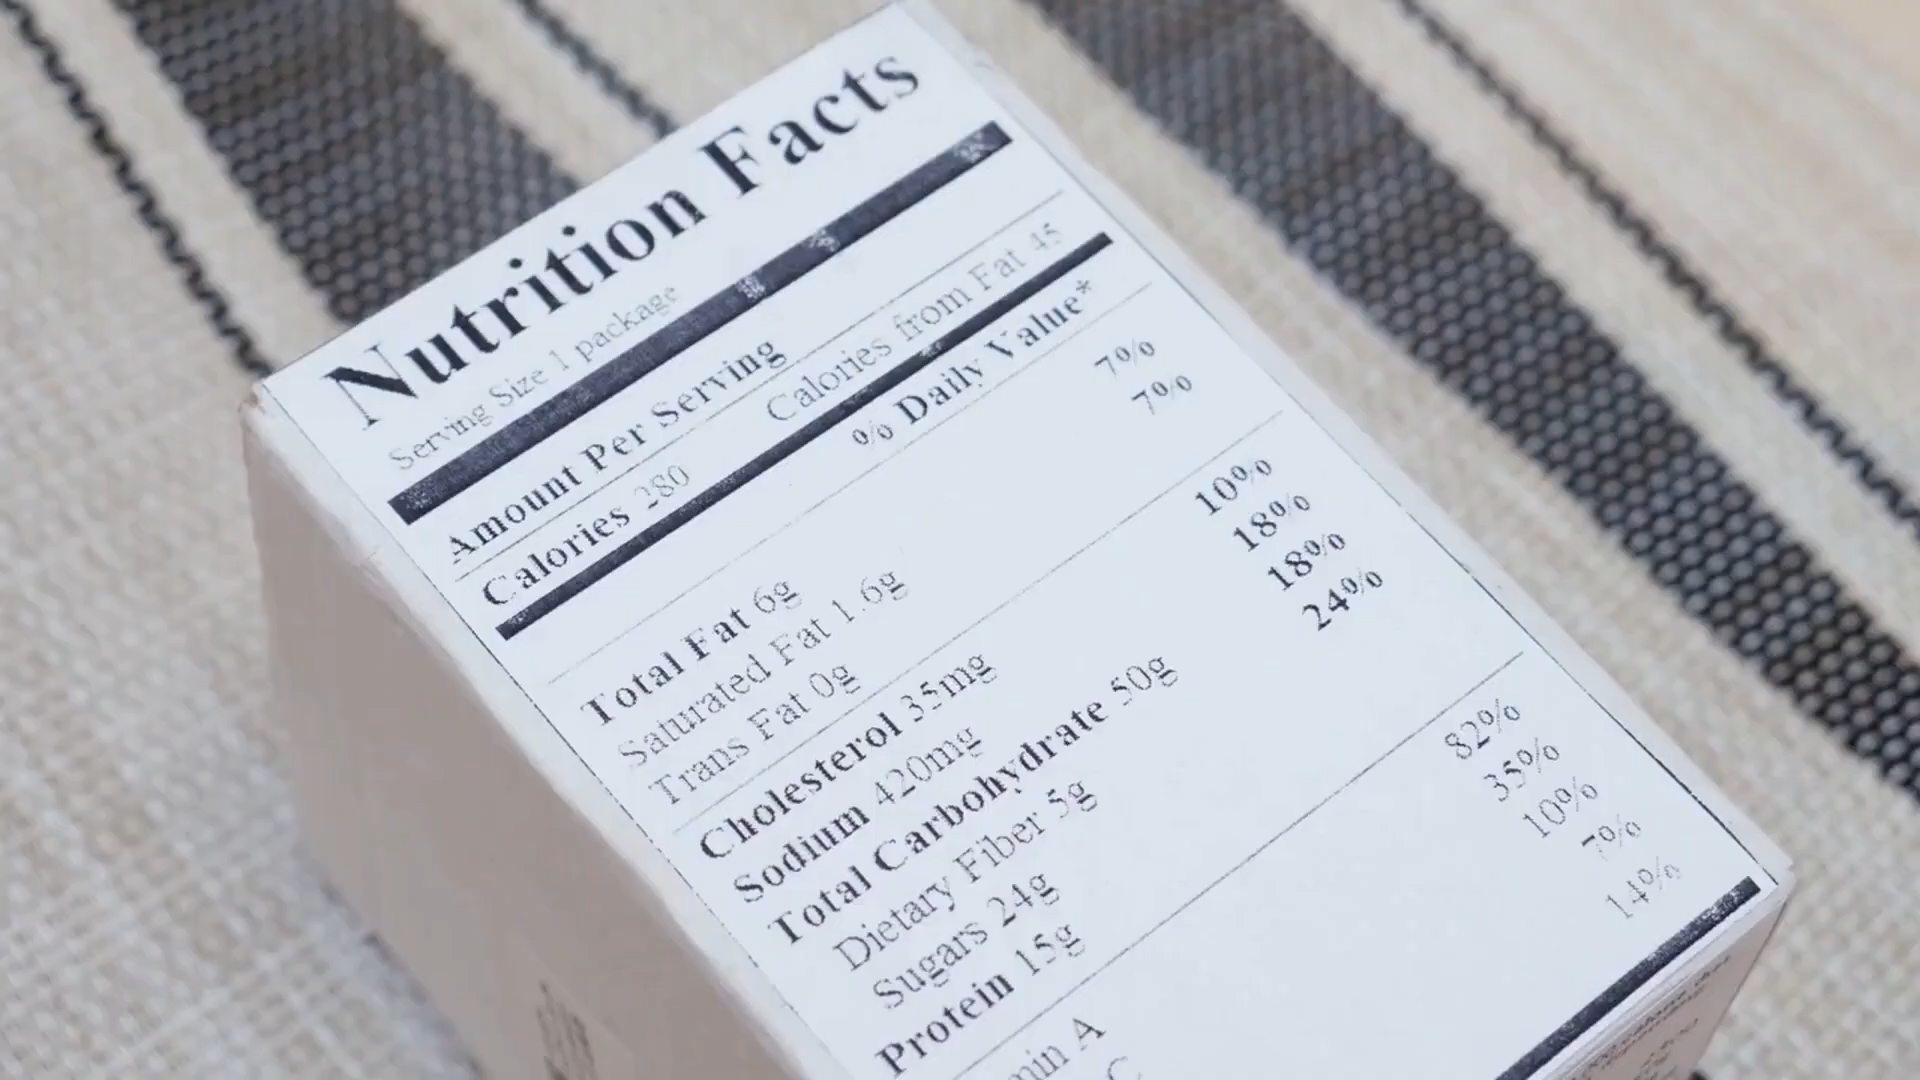 Nutrition Facts
Serving Size 1 package
Amount Per Serving
Calories 280 Calories from Fat 45
% Daily Value*
Total Fat 6g 7%
Saturated Fat 1.6g 7%
Trans Fat 0g
Cholesterol 35mg 10%
Sodium 420mg 18%
Total Carbohydrate 50g 18%
Dietary Fiber 5g 24%
Sugars 24g
Protein 15g
min A 82%
C 35%
10%
7%
14%